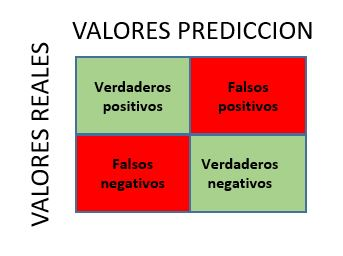 VALORES PREDICCION
VALORES REALES
Verdaderos
positivos
Falsos
positivos
Falsos
negativos
Verdaderos
negativos